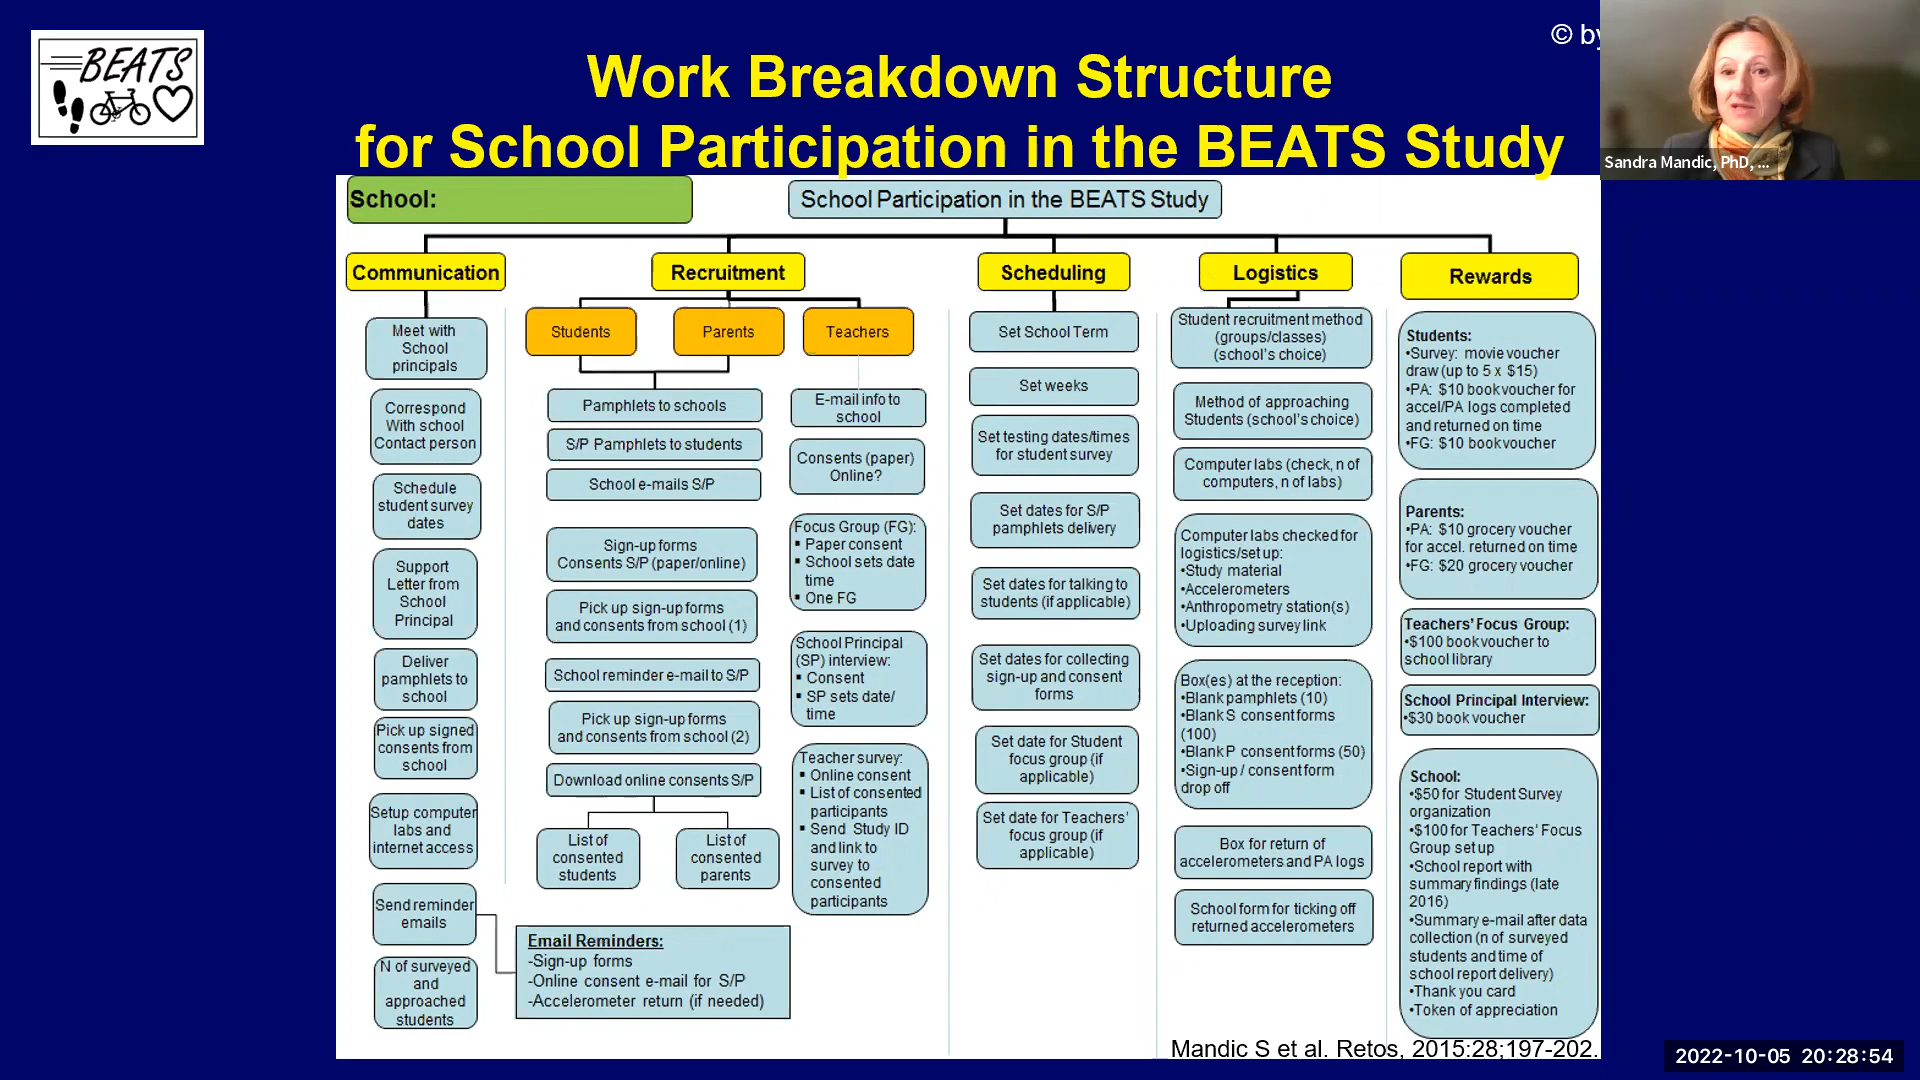 BEATS
© by
Work Breakdown Structure
for School Participation in the BEATS Study
Sandra Mandic, PhD, ...
School:
School Participation in the BEATS Study
Communication
Meet with
School
principals
Correspond
With school
Contact person
Schedule
student survey
dates
Support
Letter from
School
Principal
Deliver
pamphlets to
school
Pick up signed
consents from
school
Setup computer
labs and
internet access
Send reminder
emails
N of surveyed
and
approached
students
Recruitment
Students
Parents
Teachers
Pamphlets to schools
S/P Pamphlets to students
School e-mails S/P
Sign-up forms
Consents S/P (paper/online)
Pick up sign-up forms
and consents from school (1)
School reminder e-mail to S/P
Pick up sign-up forms
and consents from school (2)
Download online consents S/P
List of
consented
students
List of
consented
parents
Email Reminders:
-Sign-up forms
-Online consent e-mail for S/P
-Accelerometer return (if needed)
E-mail info to
school
Consents (paper)
Online?
Focus Group (FG):
▪ Paper consent
▪ School sets date
time
▪ One FG
School Principal
(SP) interview:
▪ Consent
▪ SP sets date/
time
Teacher survey:
▪ Online consent
▪ List of consented
participants
▪ Send Study ID
and link to
survey to
consented
participants
Scheduling
Set School Term
Set weeks
Set testing dates/times
for student survey
Set dates for S/P
pamphlets delivery
Set dates for talking to
students (if applicable)
Set dates for collecting
sign-up and consent
forms
Set date for Student
focus group (if
applicable)
Set date for Teachers'
focus group (if
applicable)
Logistics
Student recruitment method
(groups/classes)
(school's choice)
Method of approaching
Students (school's choice)
Computer labs (check, n of
computers, n of labs)
Computer labs checked for
logistics/set up:
•Study material
•Accelerometers
•Anthropometry station(s)
•Uploading survey link
Box(es) at the reception:
•Blank pamphlets (10)
•Blank S consent forms
(100)
•Blank P consent forms (50)
•Sign-up / consent form
drop off
Box for return of
accelerometers and PA logs
School form for ticking off
returned accelerometers
Rewards
Students:
•Survey: movie voucher
draw (up to 5 x $15)
•PA: $10 book voucher for
accel/PA logs completed
and returned on time
•FG: $10 book voucher
Parents:
•PA: $10 grocery voucher
for accel. returned on time
•FG: $20 grocery voucher
Teachers' Focus Group:
•$100 book voucher to
school library
School Principal Interview:
•$30 book voucher
School:
•$50 for Student Survey
organization
•$100 for Teachers' Focus
Group set up
•School report with
summary findings (late
2016)
•Summary e-mail after data
collection (n of surveyed
students and time of
school report delivery)
•Thank you card
•Token of appreciation
Mandic S et al. Retos, 2015:28;197-202.
2022-10-05 20:28:54